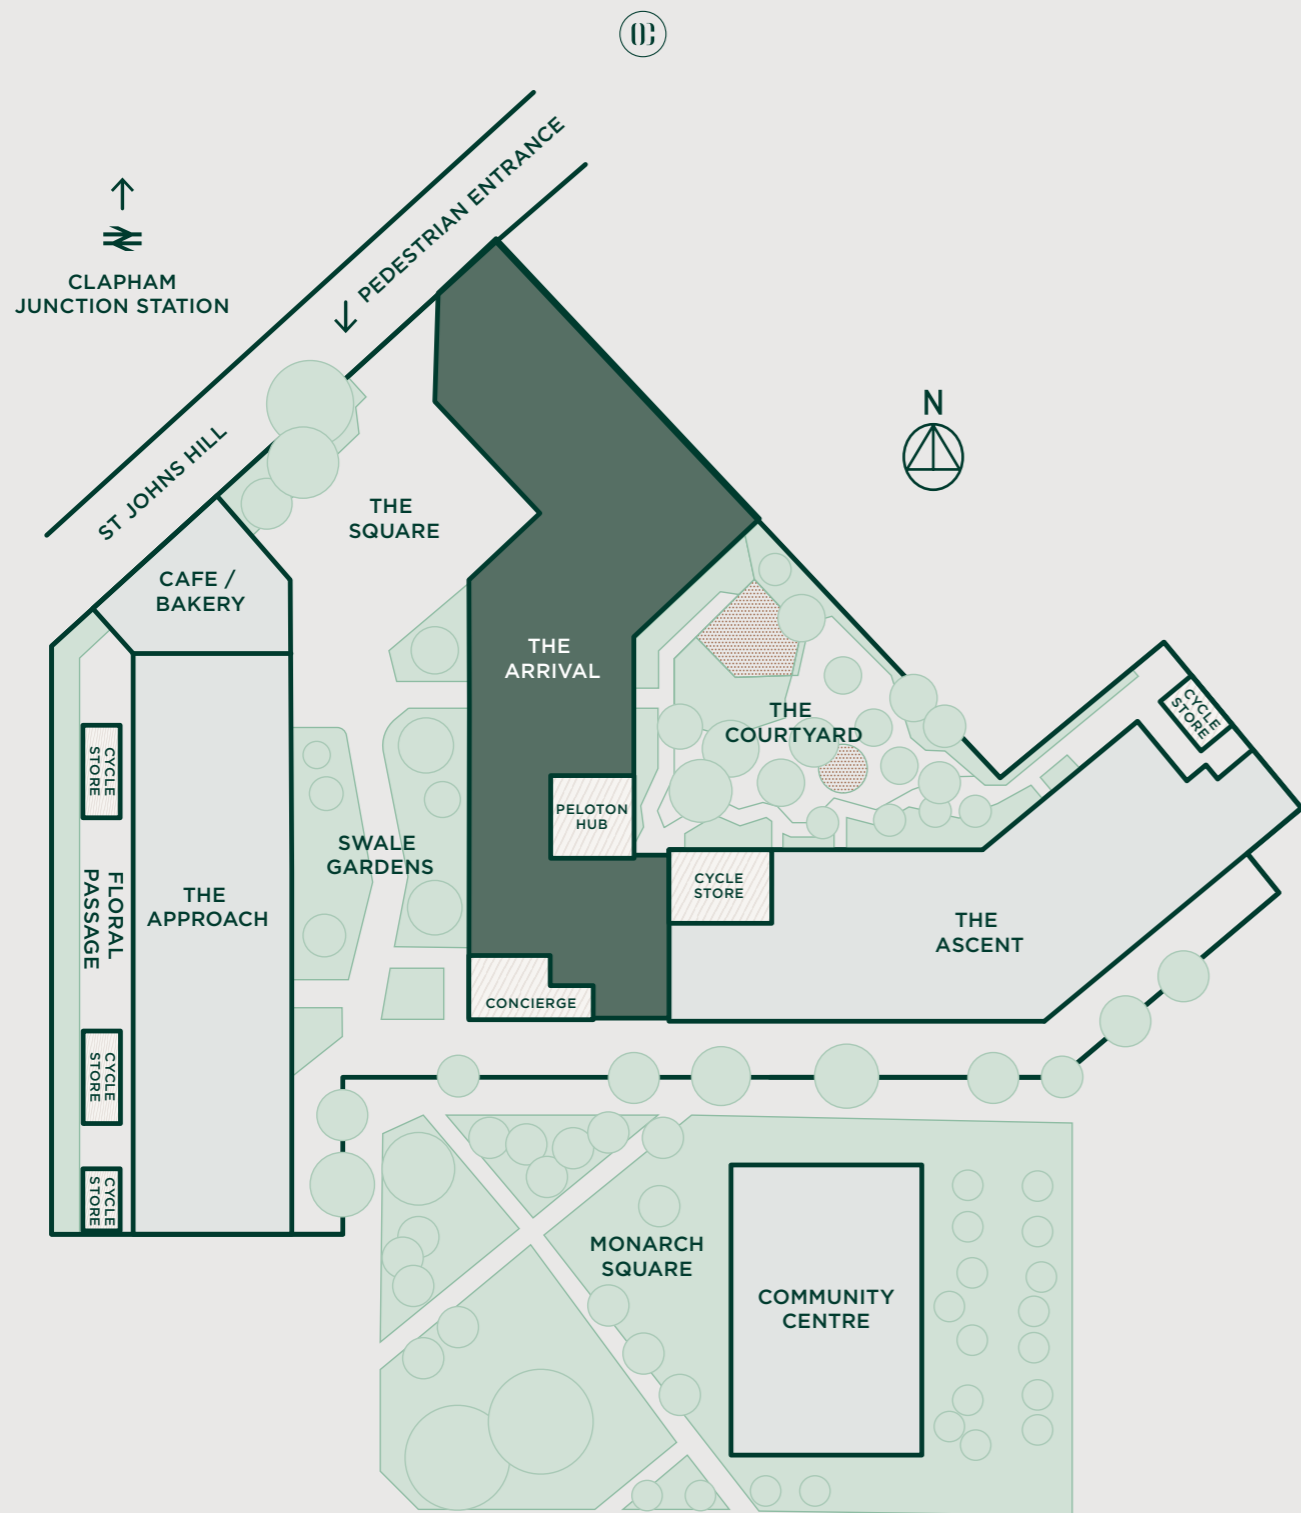 OC
PEDESTRIAN ENTRANCE
CLAPHAM
JUNCTION STATION
N
ST JOHNS HILL
THE
SQUARE
CAFE /
BAKERY
THE
ARRIVAL
CYCLE
STORE
THE
COURTYARD
CYCLE
STORE
PELOTON
HUB
SWALE
GARDENS
CYCLE
STORE
FLORAL
PASSAGE
THE
APPROACH
THE
ASCENT
CONCIERGE
CYCLE
STORE
CYCLE
STORE
MONARCH
SQUARE
COMMUNITY
CENTRE